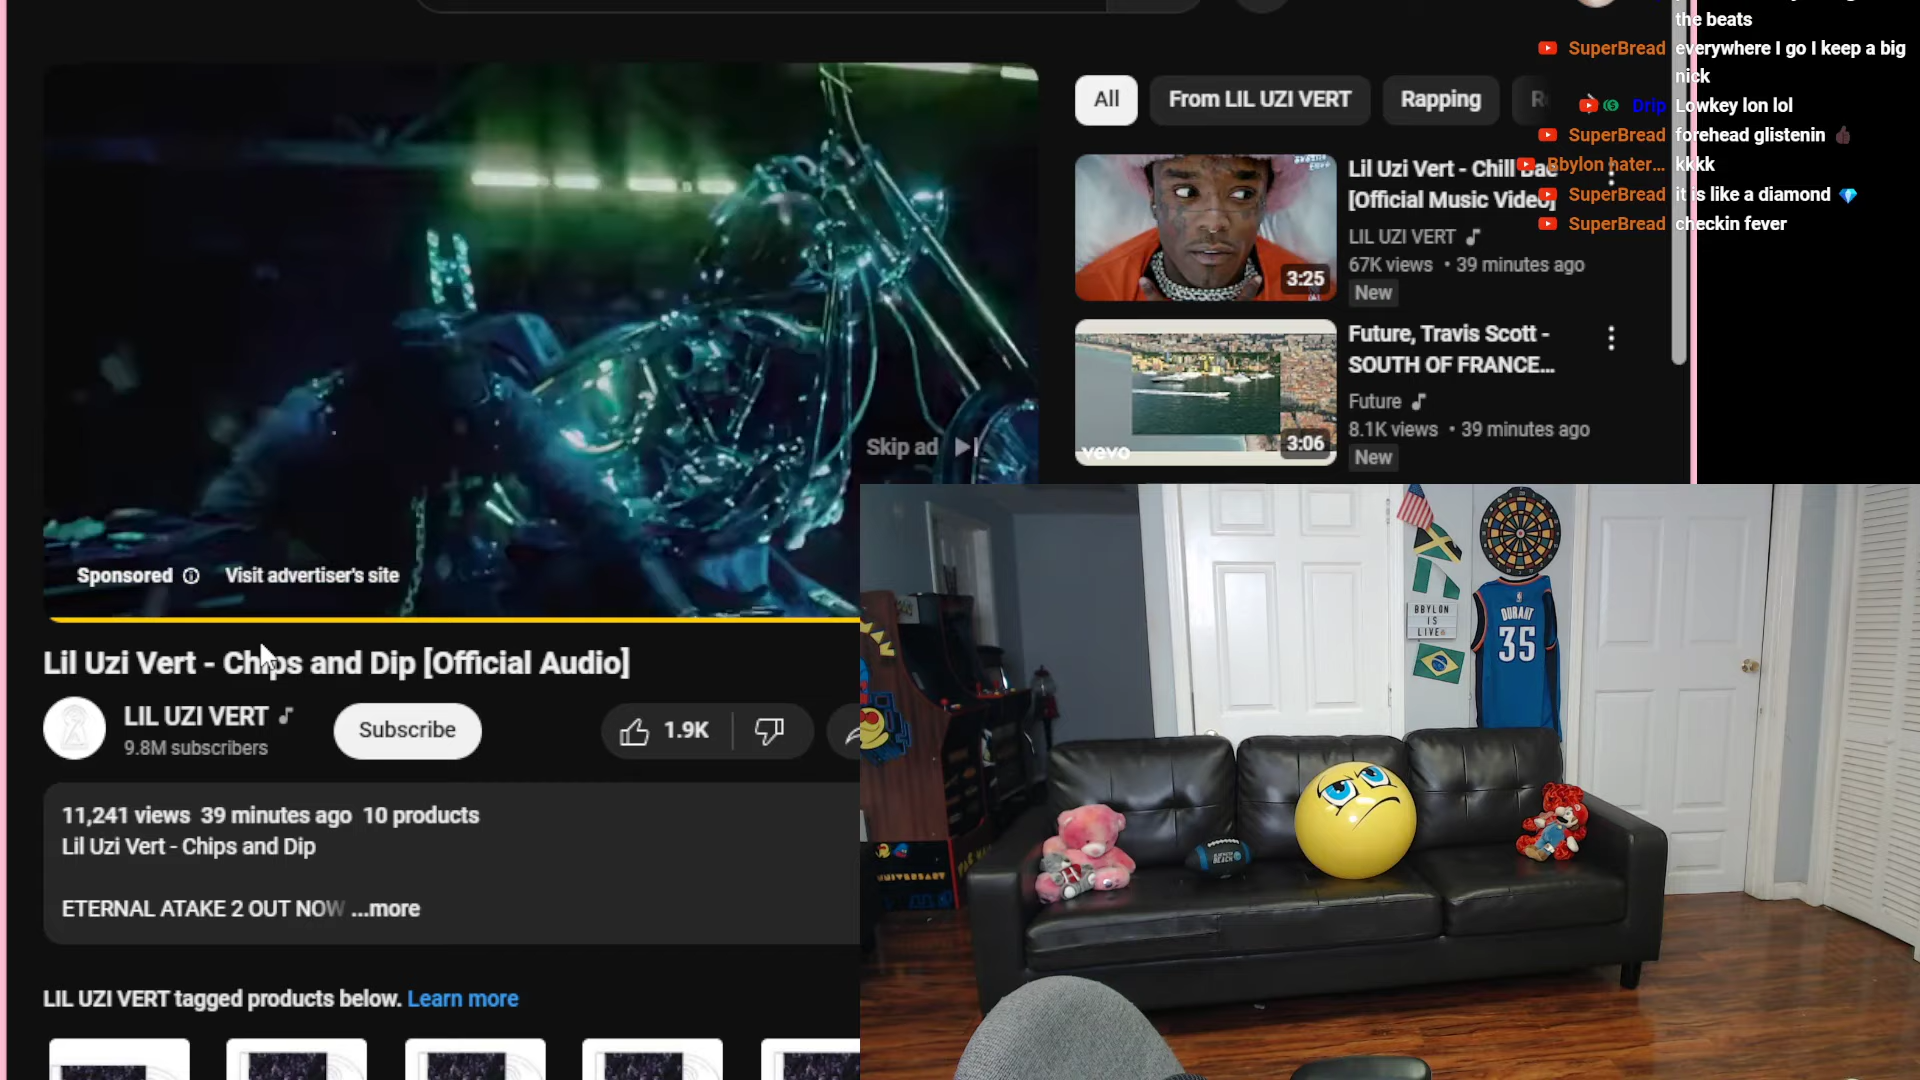 the beats
SuperBread everywhere I go I keep a big
nick
Drip Lowkey lon lol
SuperBread forehead glistenin
Bbylon hater... kkkk
SuperBread it is like a diamond
SuperBread checkin fever
All
From LIL UZI VERT
Rapping
Lil Uzi Vert - Chill Bae
[Official Music Video]
LIL UZI VERT
67K views • 39 minutes ago
New
3:25
Future, Travis Scott -
SOUTH OF FRANCE...
Future
8.1K views • 39 minutes ago
New
3:06
vevo
Skip ad
Sponsored
Visit advertiser's site
Lil Uzi Vert - Chips and Dip [Official Audio]
LIL UZI VERT
9.8M subscribers
Subscribe
1.9K
11,241 views 39 minutes ago 10 products
Lil Uzi Vert - Chips and Dip
ETERNAL ATAKE 2 OUT NOW ...more
LIL UZI VERT tagged products below. Learn more
BBYLON
IS
LIVE
DURANT
35